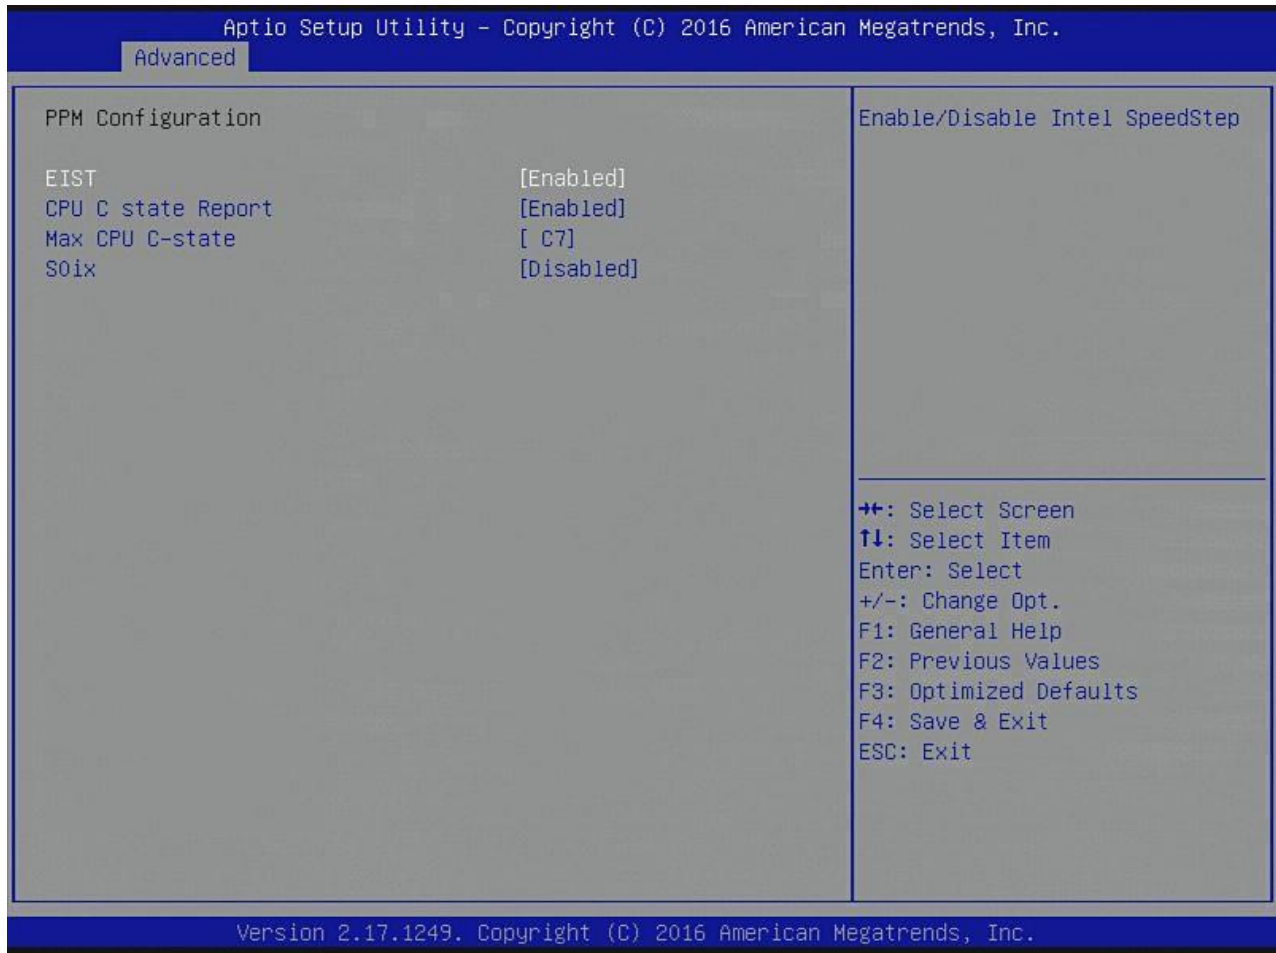 Aptio Setup Utility – Copyright (C) 2016 American Megatrends, Inc.
Advanced
PPM Configuration
EIST [Enabled]
CPU C state Report [Enabled]
Max CPU C-state [ C7]
S0ix [Disabled]
Enable/Disable Intel SpeedStep
→←: Select Screen
↑↓: Select Item
Enter: Select
+/-: Change Opt.
F1: General Help
F2: Previous Values
F3: Optimized Defaults
F4: Save & Exit
ESC: Exit
Version 2.17.1249. Copyright (C) 2016 American Megatrends, Inc.